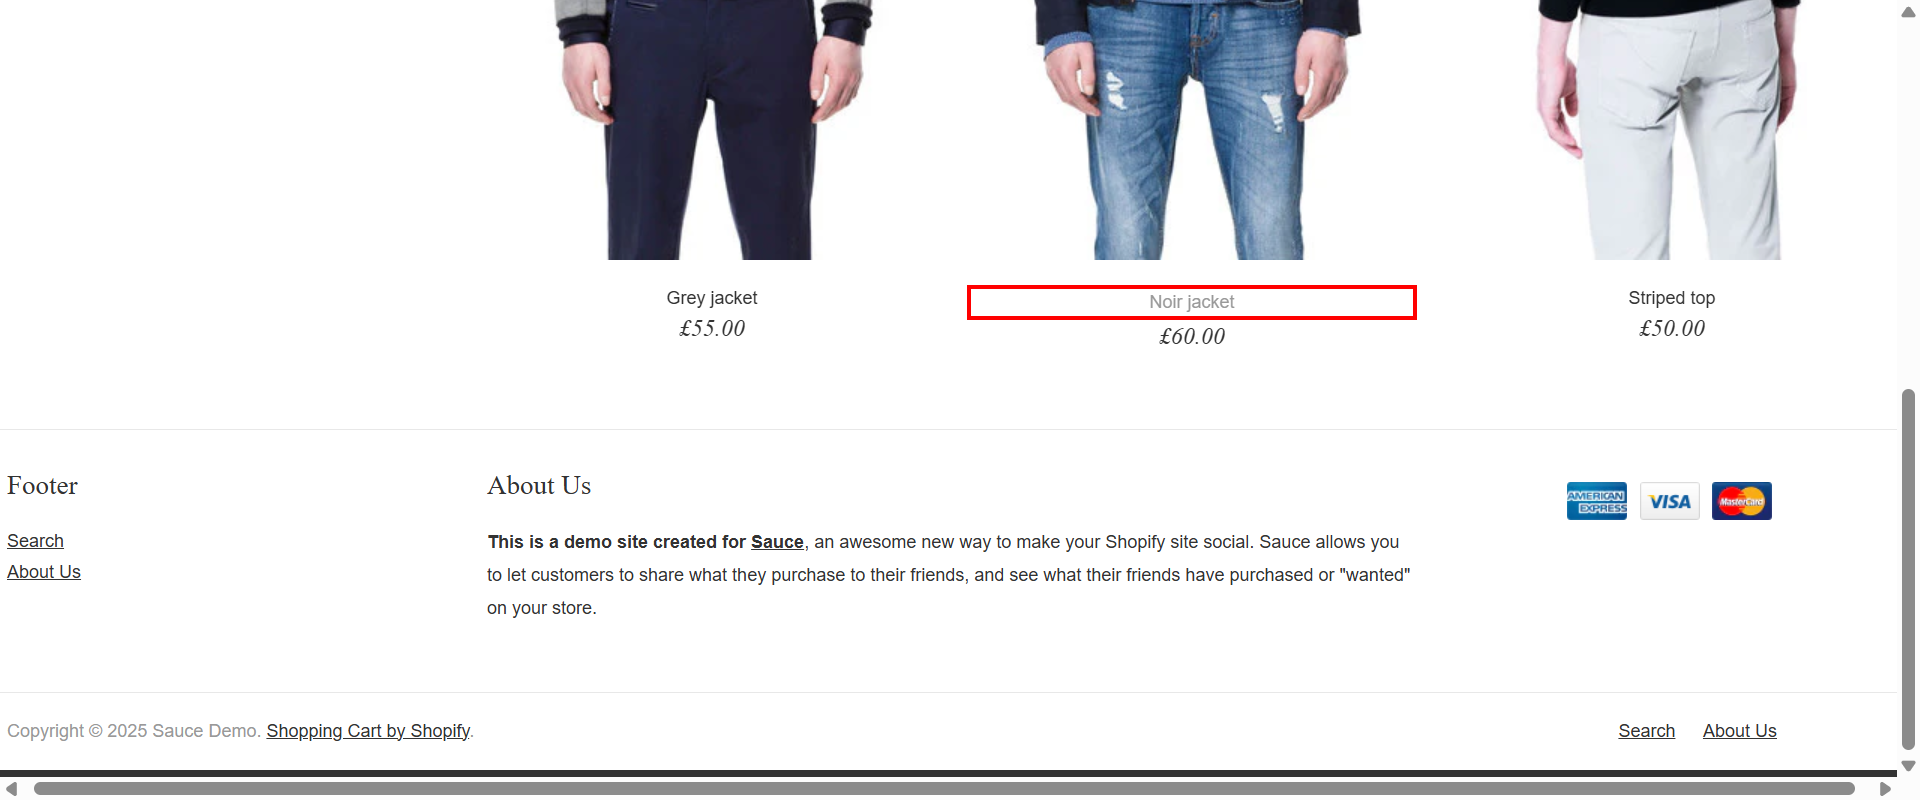 Grey jacket
£55.00
Noir jacket
£60.00
Striped top
£50.00
Footer
Search
About Us
About Us
This is a demo site created for Sauce, an awesome new way to make your Shopify site social. Sauce allows you
to let customers to share what they purchase to their friends, and see what their friends have purchased or "wanted"
on your store.
AMERICAN
EXPRESS
VISA
MasterCard
Copyright © 2025 Sauce Demo. Shopping Cart by Shopify.
Search
About Us